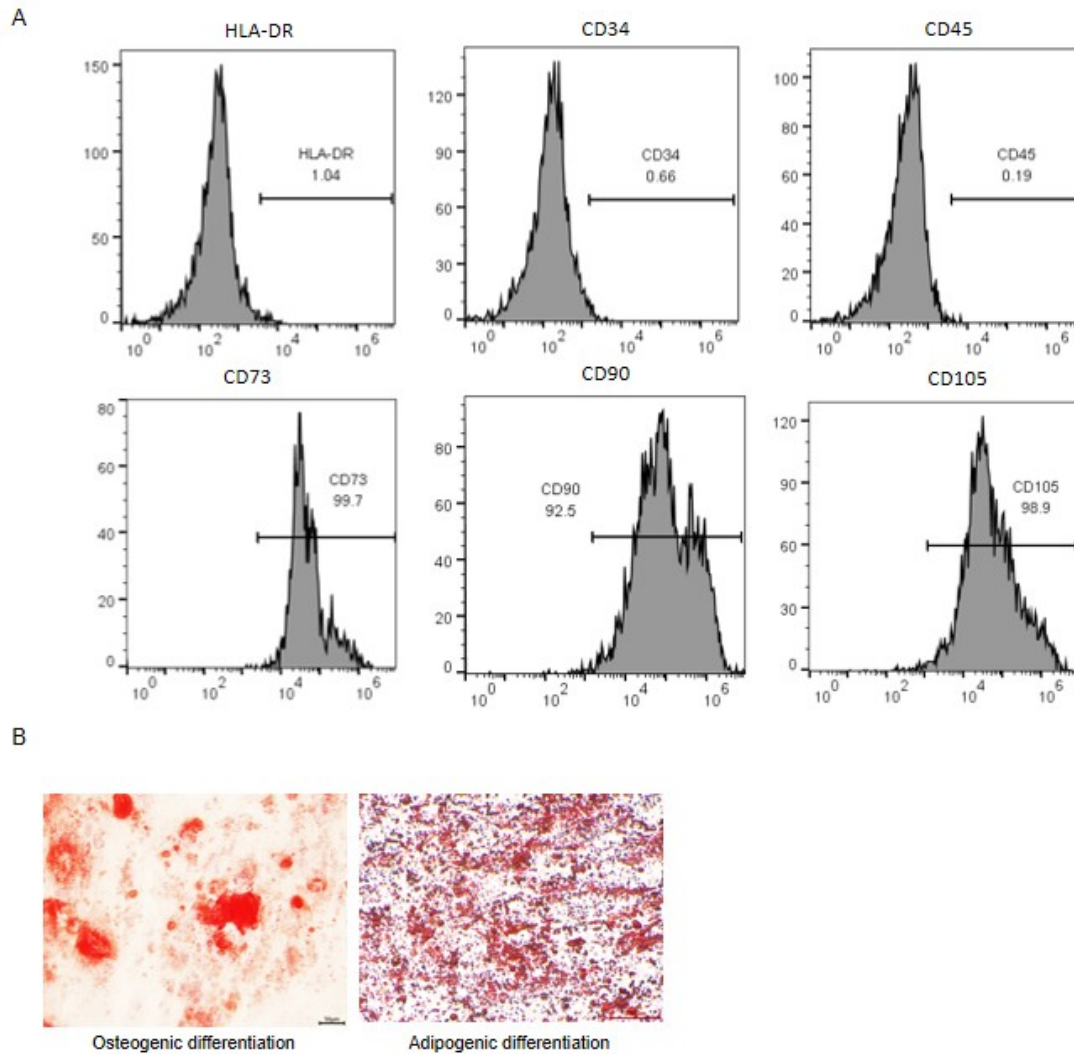 A
HLA-DR
CD34
CD45
150
100
50
0
HLA-DR
1.04
10^0 10^2 10^4 10^6
120
90
60
30
0
CD34
0.66
10^0 10^2 10^4 10^6
100
80
60
40
20
0
CD45
0.19
10^0 10^2 10^4 10^6
CD73
CD90
CD105
80
60
40
20
0
CD73
99.7
10^0 10^2 10^4 10^6
80
60
40
20
0
CD90
92.5
10^0 10^2 10^4 10^6
120
90
60
30
0
CD105
98.9
10^0 10^2 10^4 10^6
B
Osteogenic differentiation
Adipogenic differentiation